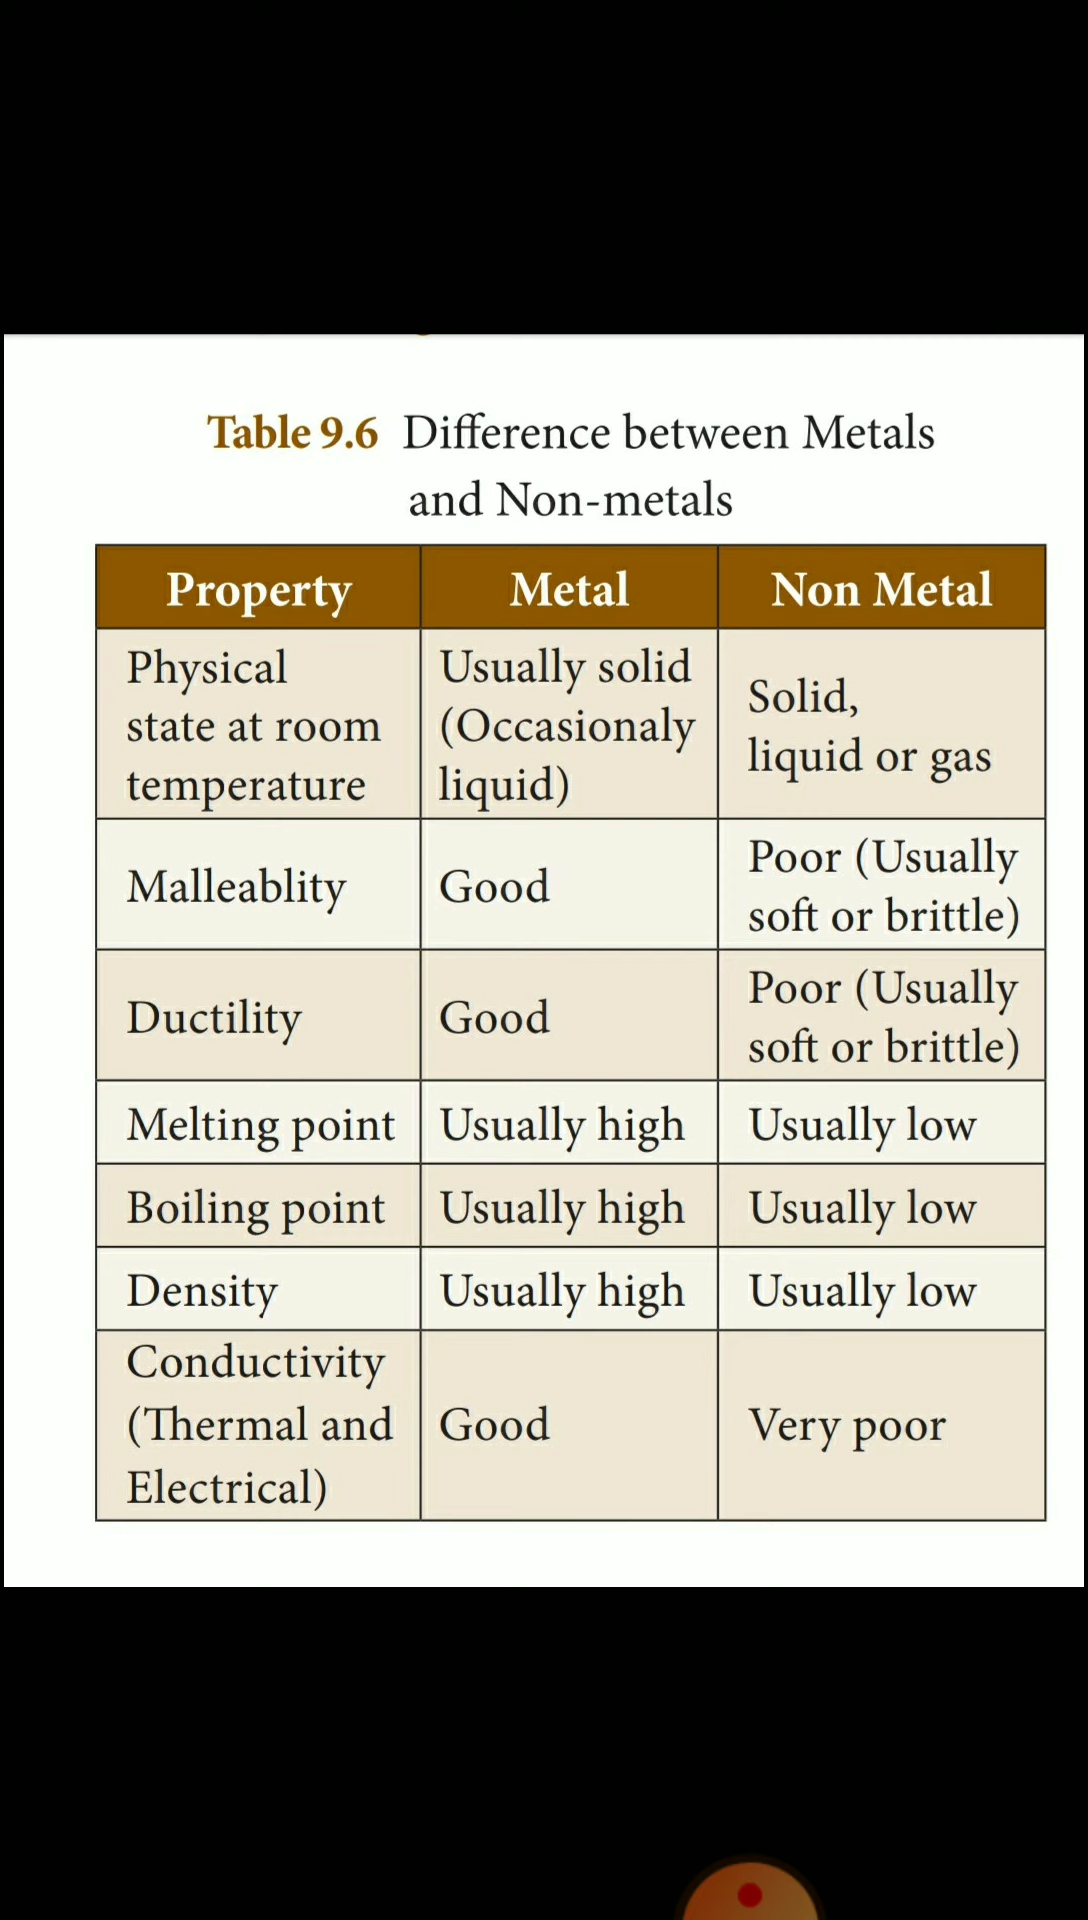 Table 9.6 Difference between Metals
and Non-metals
Property Metal Non Metal
Physical
state at room
temperature
Usually solid
(Occasionaly
liquid)
Solid,
liquid or gas
Malleablity
Good
Poor (Usually
soft or brittle)
Ductility
Good
Poor (Usually
soft or brittle)
Melting point Usually high Usually low
Boiling point Usually high Usually low
Density Usually high Usually low
Conductivity
(Thermal and
Electrical)
Good
Very poor